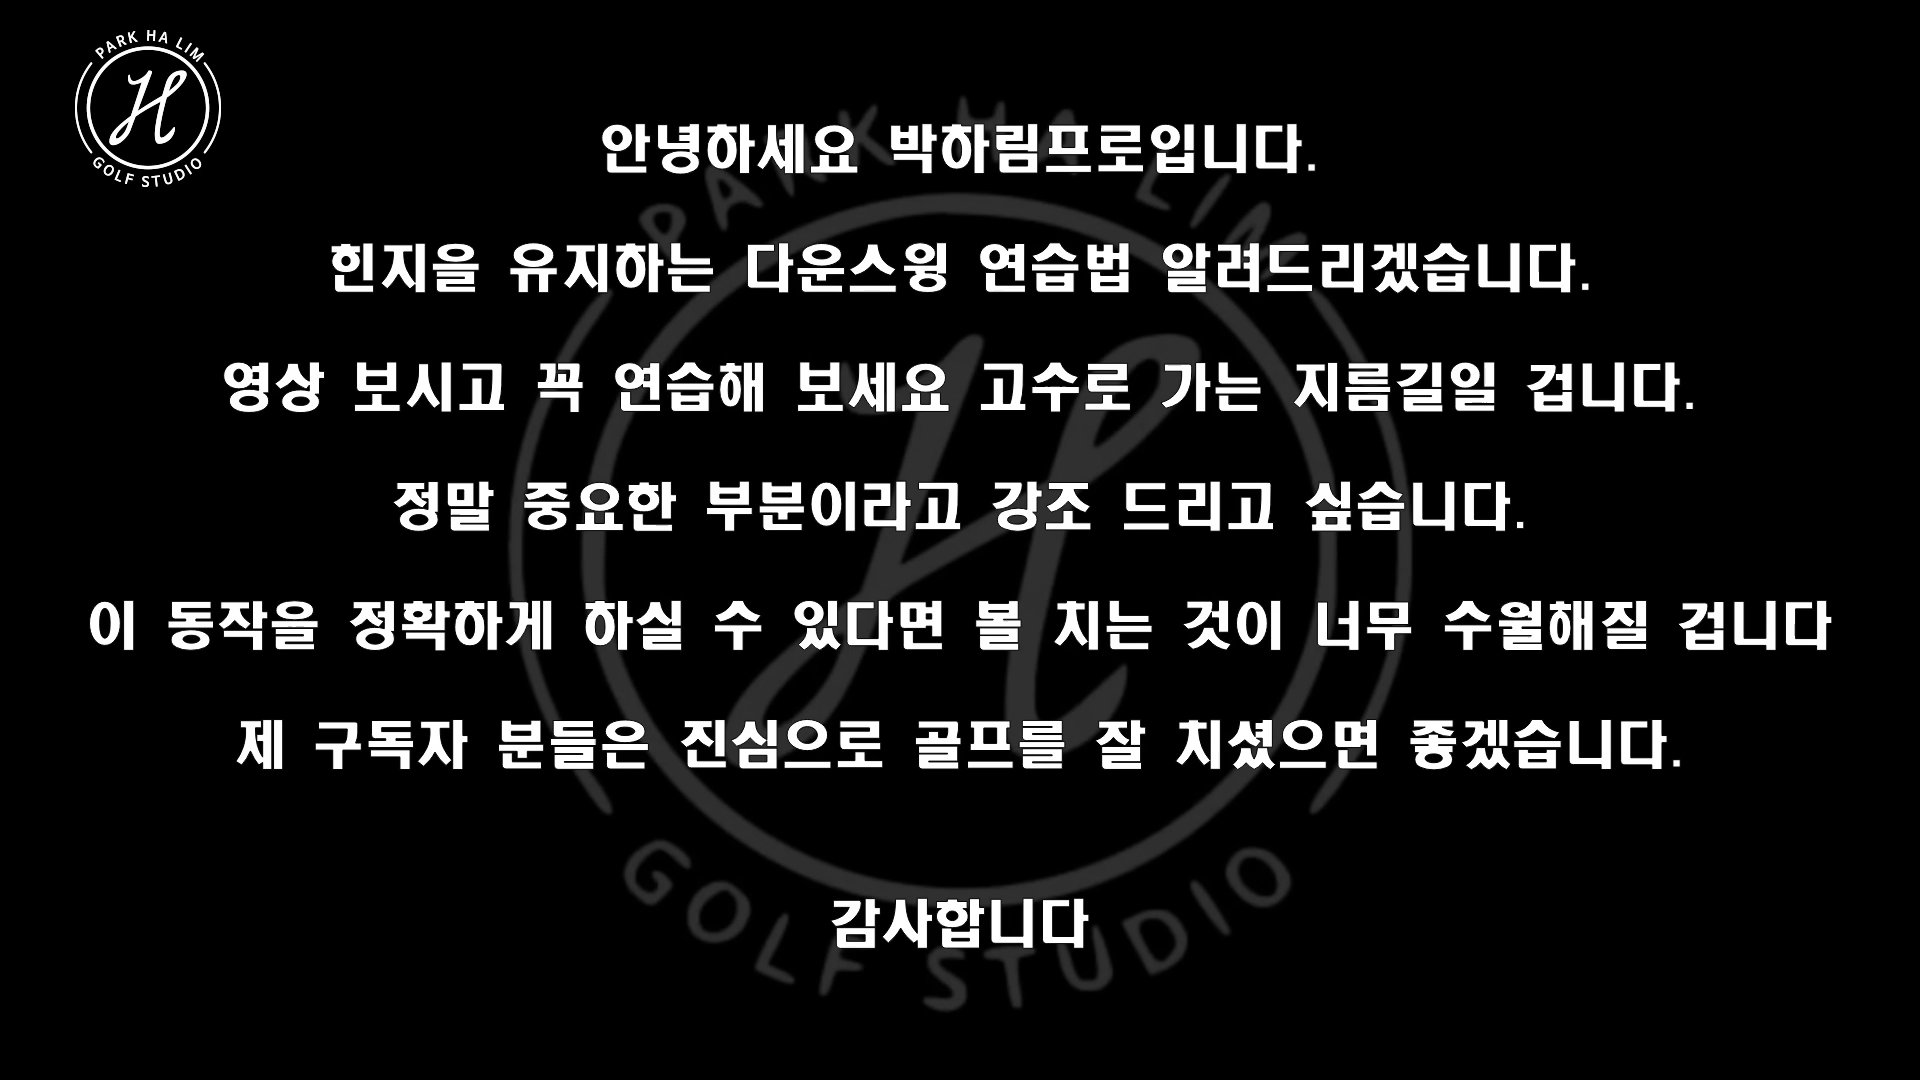 PARK HA LIM
H
GOLF STUDIO
안녕하세요 박하림프로입니다.
힌지을 유지하는 다운스윙 연습법 알려드리겠습니다.
영상 보시고 꼭 연습해 보세요 고수로 가는 지름길일 겁니다.
정말 중요한 부분이라고 강조 드리고 싶습니다.
이 동작을 정확하게 하실 수 있다면 볼 치는 것이 너무 수월해질 겁니다
제 구독자 분들은 진심으로 골프를 잘 치셨으면 좋겠습니다.
감사합니다
PARK HA LIM
H
GOLF STUDIO